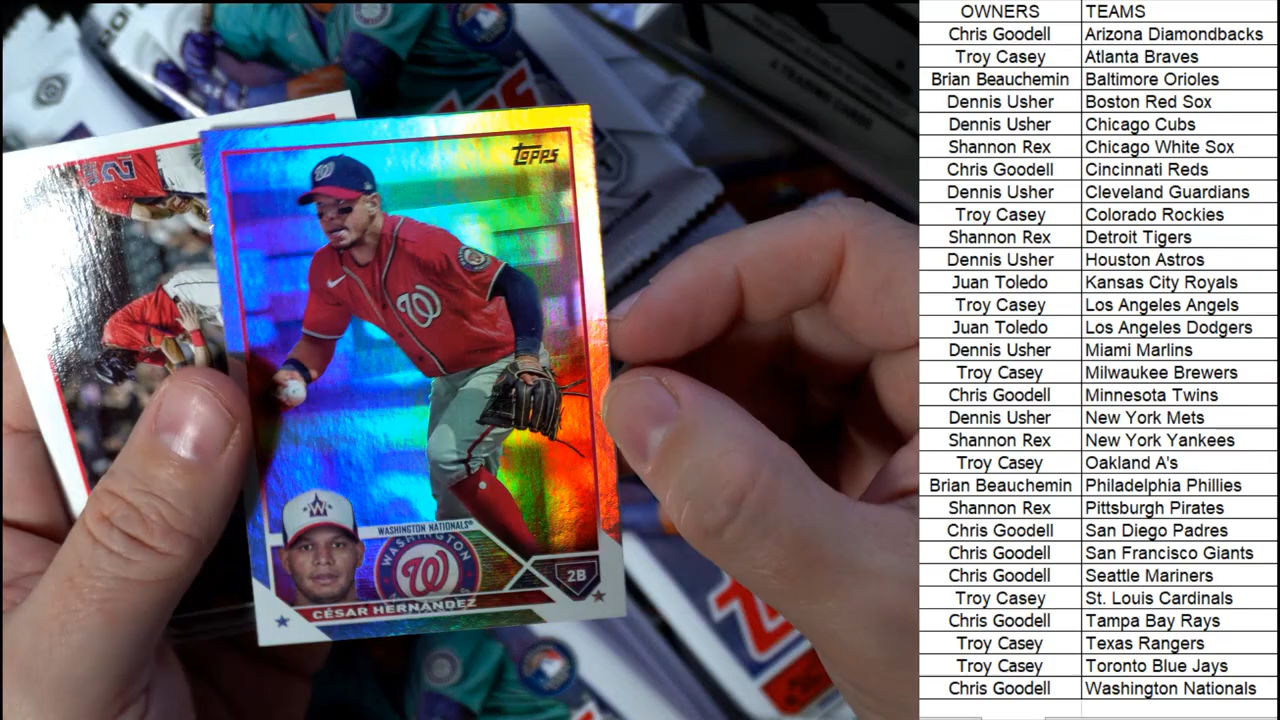 TOPPS
W
W
W
WASHINGTON NATIONALS®
WASHINGTON
W
2B
CÉSAR HERNÁNDEZ
OWNERS TEAMS
Chris Goodell Arizona Diamondbacks
Troy Casey Atlanta Braves
Brian Beauchemin Baltimore Orioles
Dennis Usher Boston Red Sox
Dennis Usher Chicago Cubs
Shannon Rex Chicago White Sox
Chris Goodell Cincinnati Reds
Dennis Usher Cleveland Guardians
Troy Casey Colorado Rockies
Shannon Rex Detroit Tigers
Dennis Usher Houston Astros
Juan Toledo Kansas City Royals
Troy Casey Los Angeles Angels
Juan Toledo Los Angeles Dodgers
Dennis Usher Miami Marlins
Troy Casey Milwaukee Brewers
Chris Goodell Minnesota Twins
Dennis Usher New York Mets
Shannon Rex New York Yankees
Troy Casey Oakland A's
Brian Beauchemin Philadelphia Phillies
Shannon Rex Pittsburgh Pirates
Chris Goodell San Diego Padres
Chris Goodell San Francisco Giants
Chris Goodell Seattle Mariners
Troy Casey St. Louis Cardinals
Chris Goodell Tampa Bay Rays
Troy Casey Texas Rangers
Troy Casey Toronto Blue Jays
Chris Goodell Washington Nationals